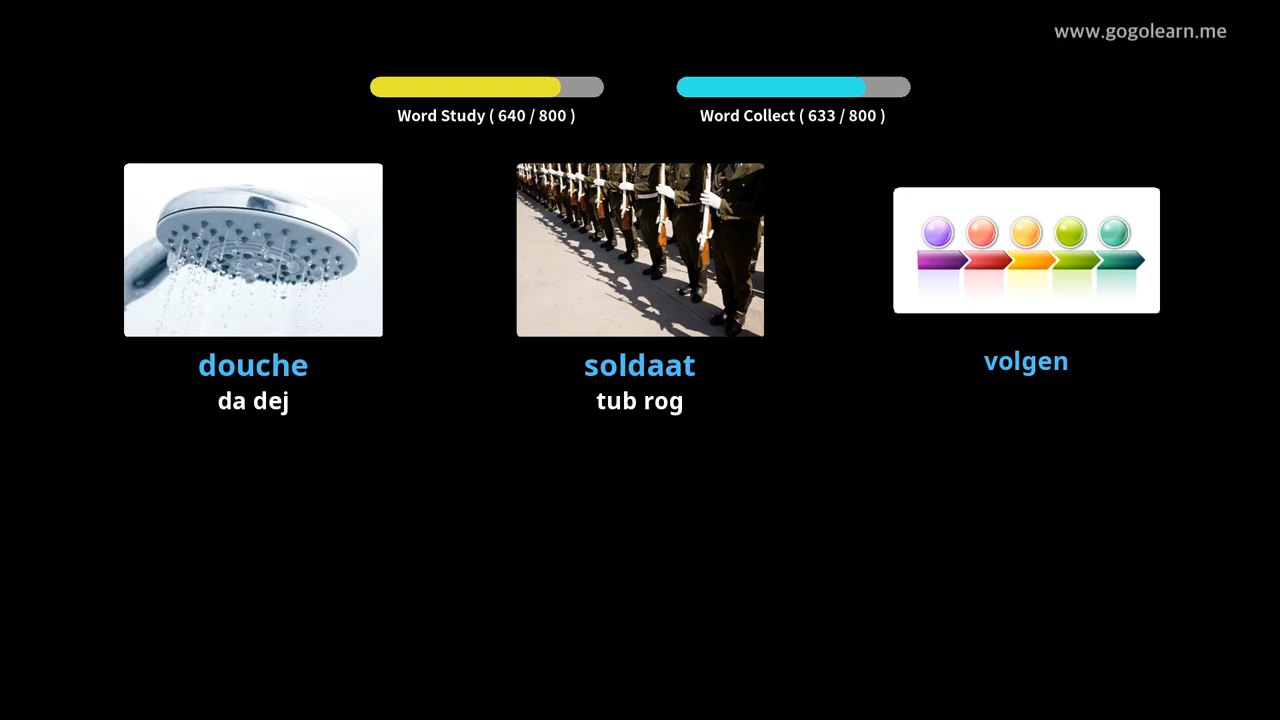 www.gogolearn.me
Word Study ( 640 / 800 )
Word Collect ( 633 / 800 )
douche
da dej
soldaat
tub rog
volgen